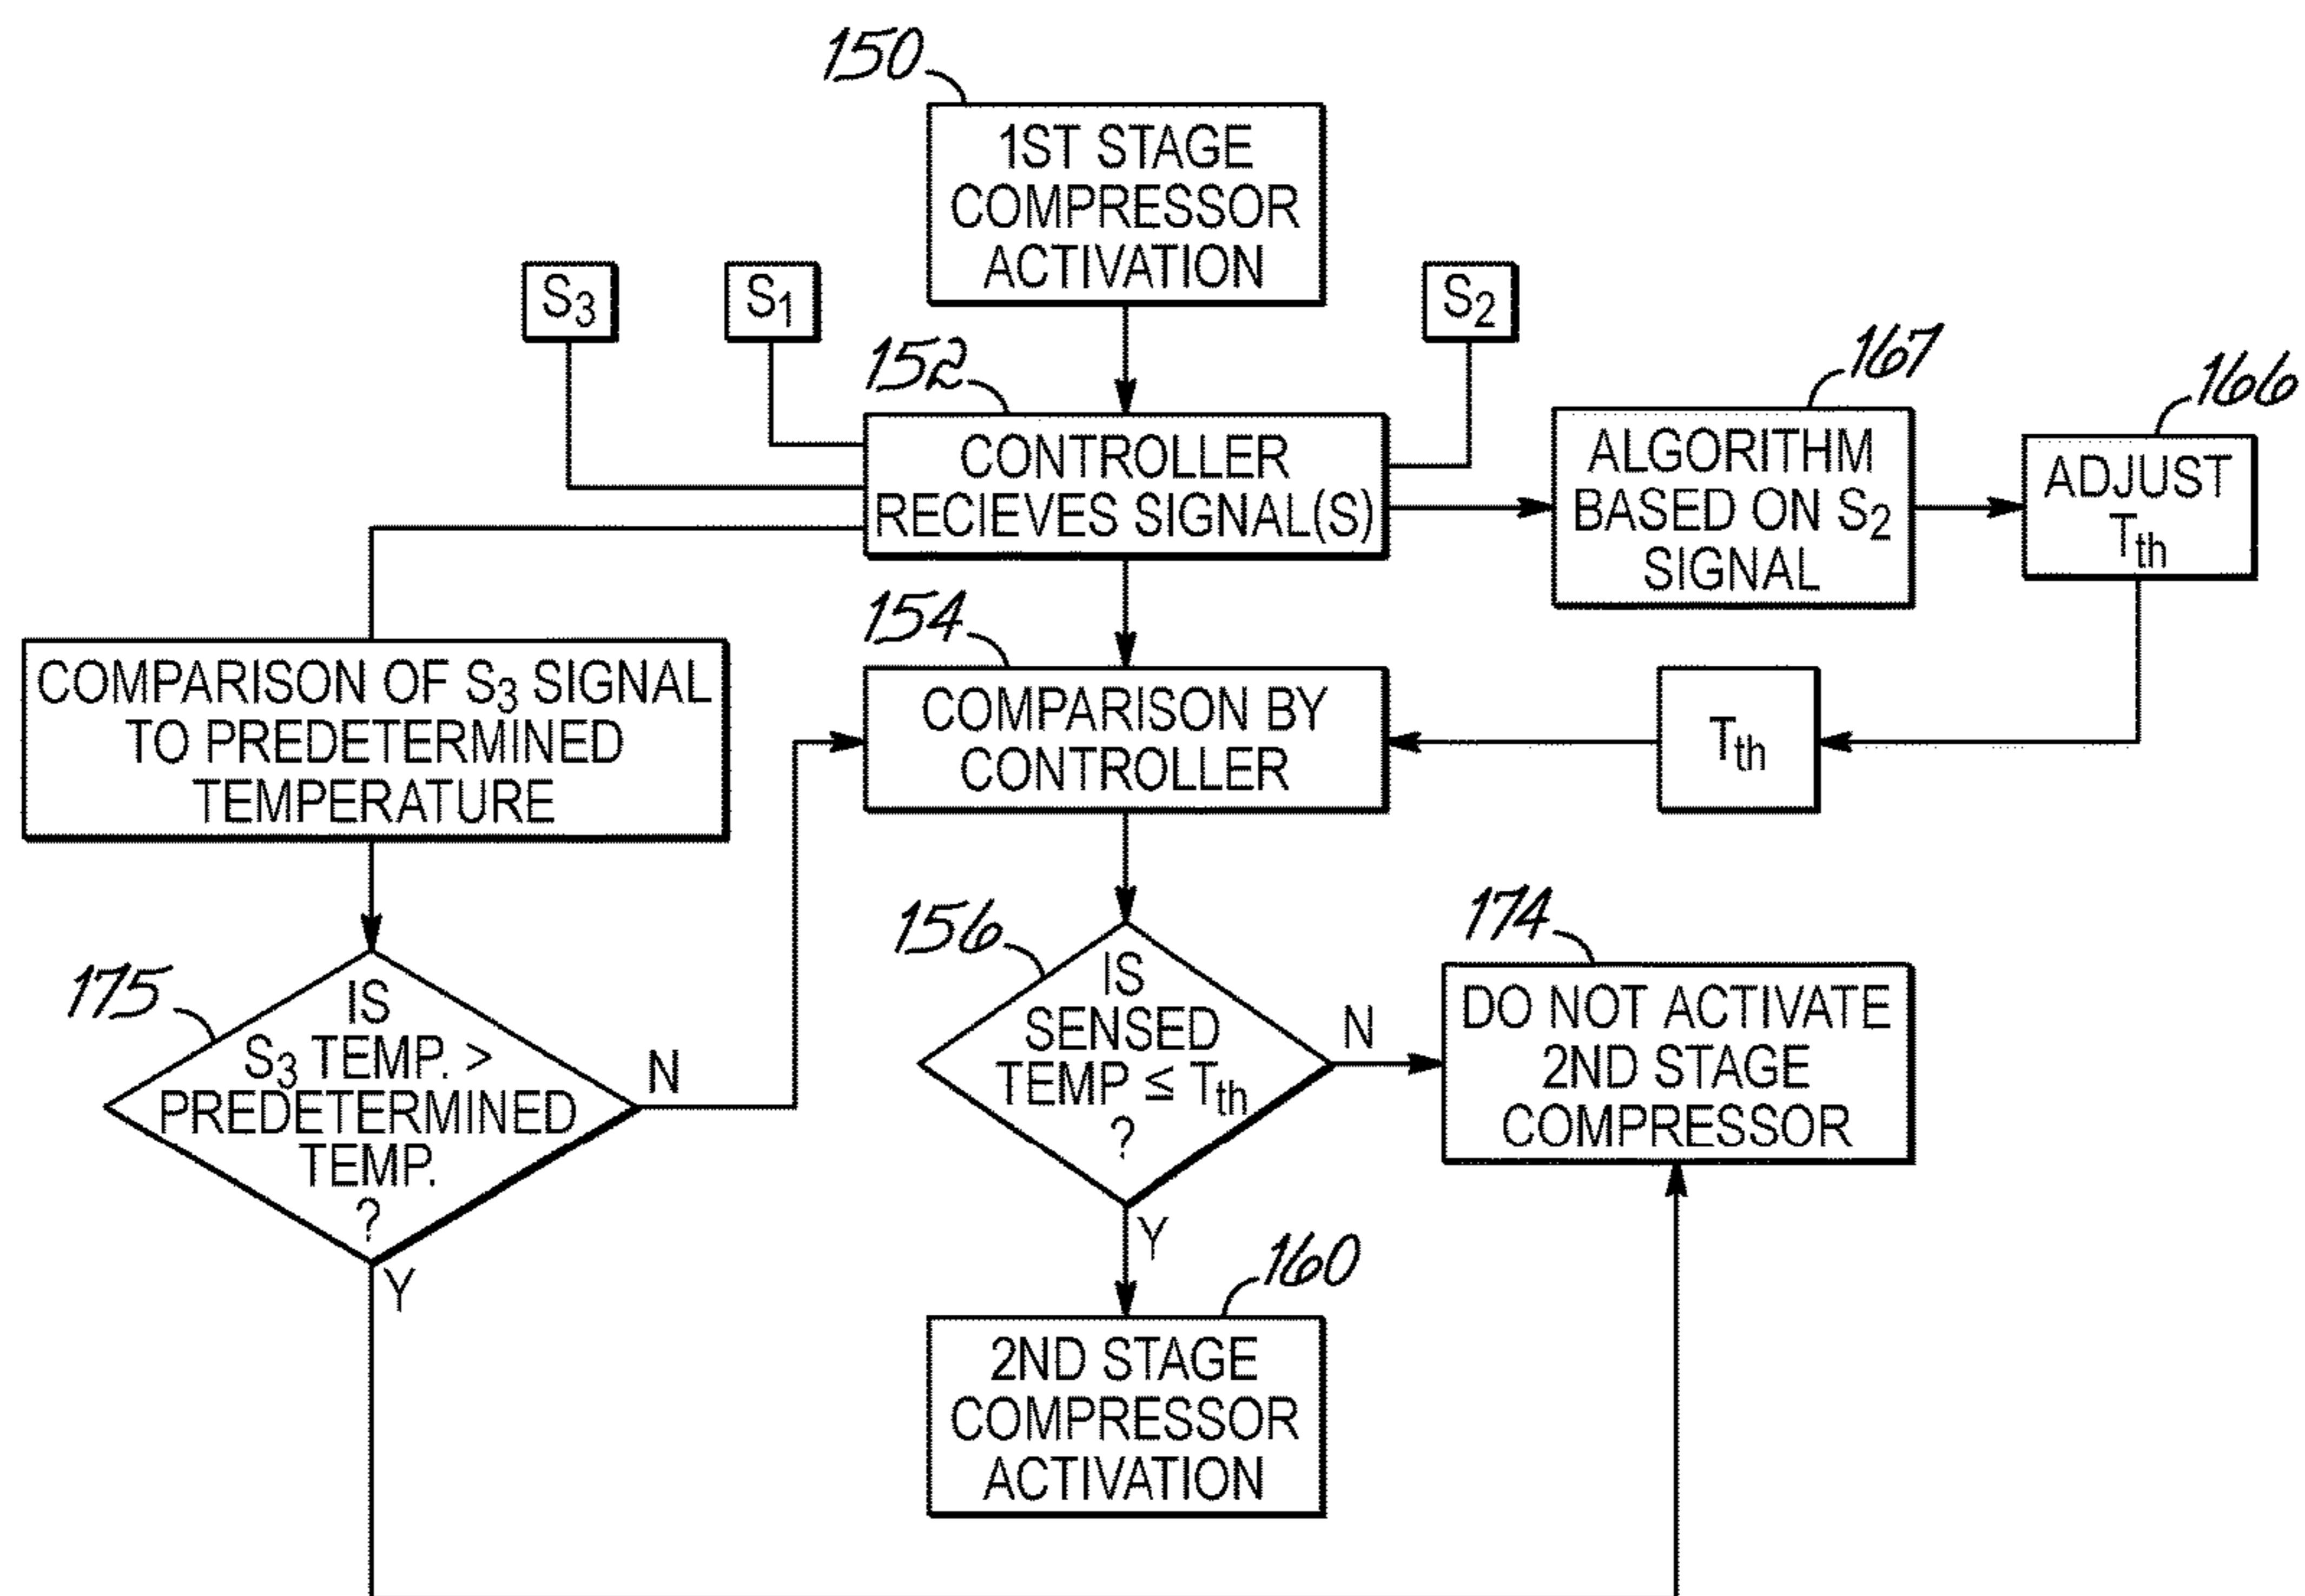 150
1ST STAGE
COMPRESSOR
ACTIVATION
S3
S1
S2
152
CONTROLLER
RECIEVES SIGNAL(S)
167
ALGORITHM
BASED ON S2
SIGNAL
166
ADJUST
Tth
COMPARISON OF S3 SIGNAL
TO PREDETERMINED
TEMPERATURE
154
COMPARISON BY
CONTROLLER
Tth
175
IS
S3 TEMP. >
PREDETERMINED
TEMP.
?
N
Y
156
IS
SENSED
TEMP ≤ Tth
?
N
Y
174
DO NOT ACTIVATE
2ND STAGE
COMPRESSOR
160
2ND STAGE
COMPRESSOR
ACTIVATION